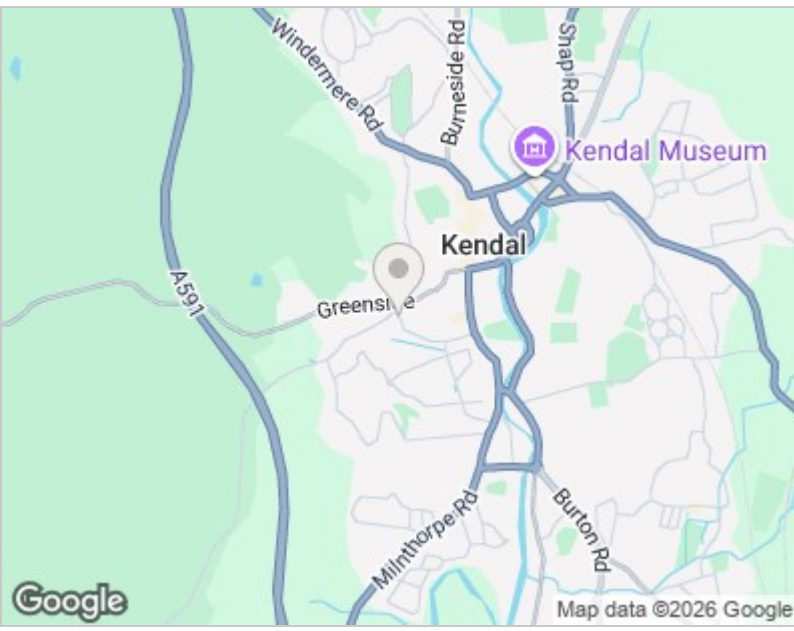 Windermere Rd
Burneside Rd
Shap Rd
Kendal Museum
Kendal
A591
Greenside
Milnthorpe Rd
Burton Rd
Google
Map data ©2026 Google